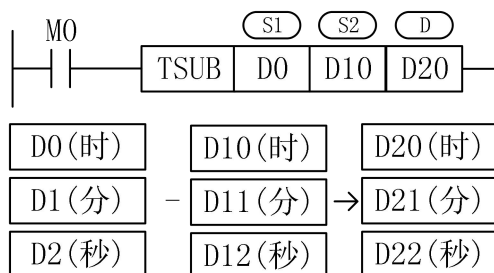 S1 S2 D
M0
TSUB D0 D10 D20
D0(时) D10(时) D20(时)
D1(分) - D11(分) → D21(分)
D2(秒) D12(秒) D22(秒)